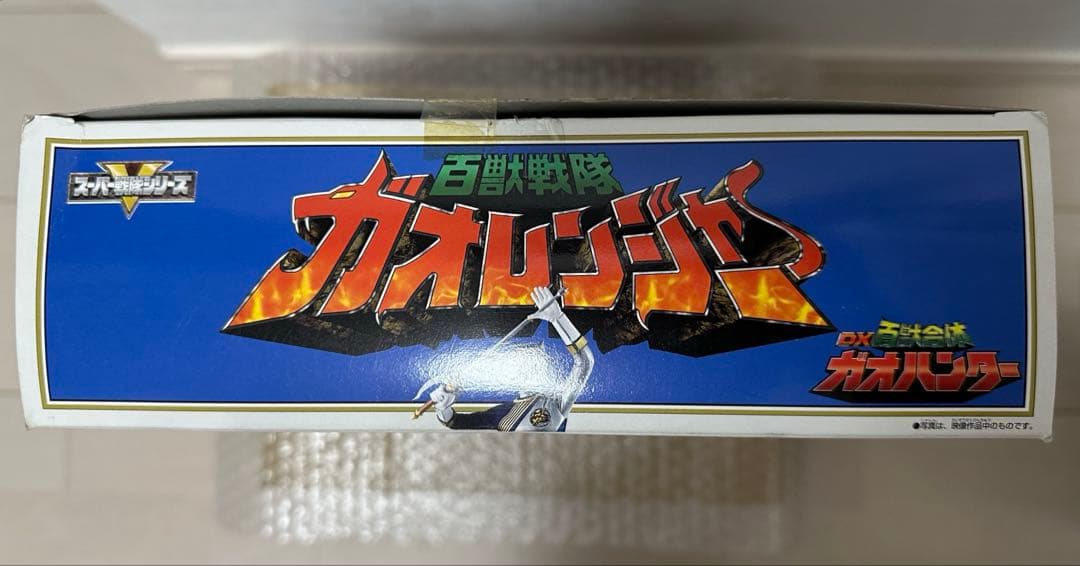 スーパー戦隊シリーズ
百獣戦隊
ガオレンジャー
DX百獣合体
ガオハンター
●写真は、映像作品中のものです。